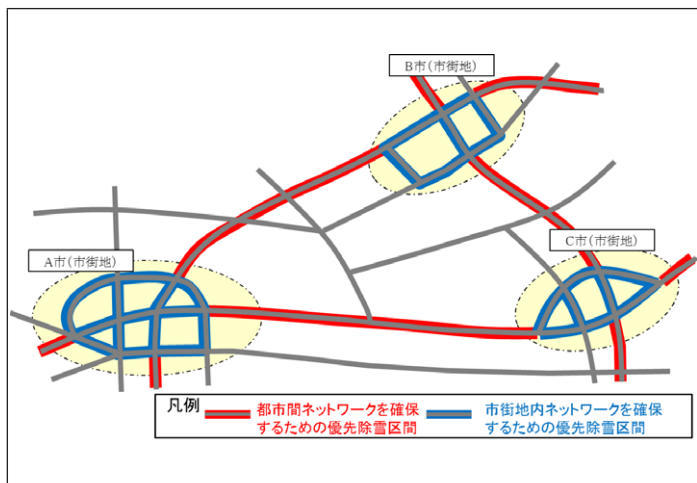 B市(市街地)
C市(市街地)
A市(市街地)
凡例
都市間ネットワークを確保
するための優先除雪区間
市街地内ネットワークを確保
するための優先除雪区間